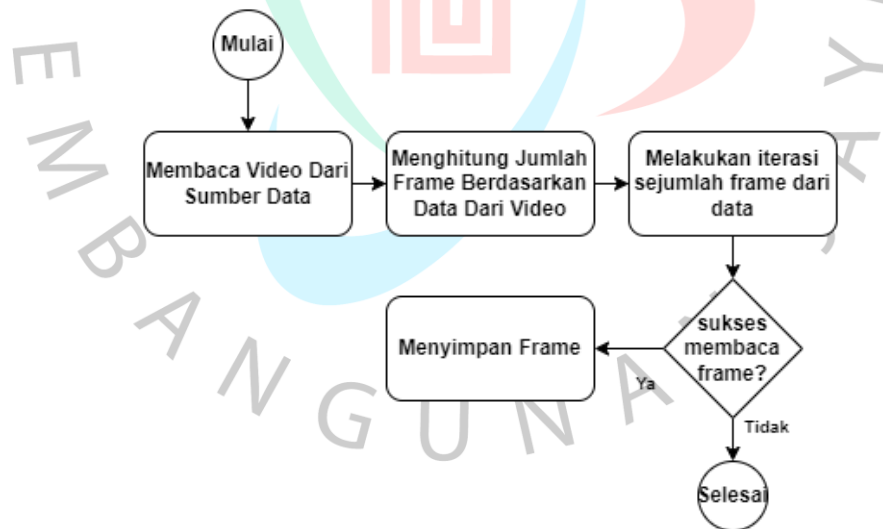 Mulai
Membaca Video Dari
Sumber Data
Menghitung Jumlah
Frame Berdasarkan
Data Dari Video
Melakukan iterasi
sejumlah frame dari
data
sukses
membaca
frame?
Ya
Menyimpan Frame
Tidak
Selesai
EMBANGUNAN